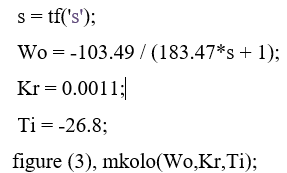 s = tf('s');
Wo = -103.49 / (183.47*s + 1);
Kr = 0.0011;
Ti = -26.8;
figure (3), mkolo(Wo,Kr,Ti);